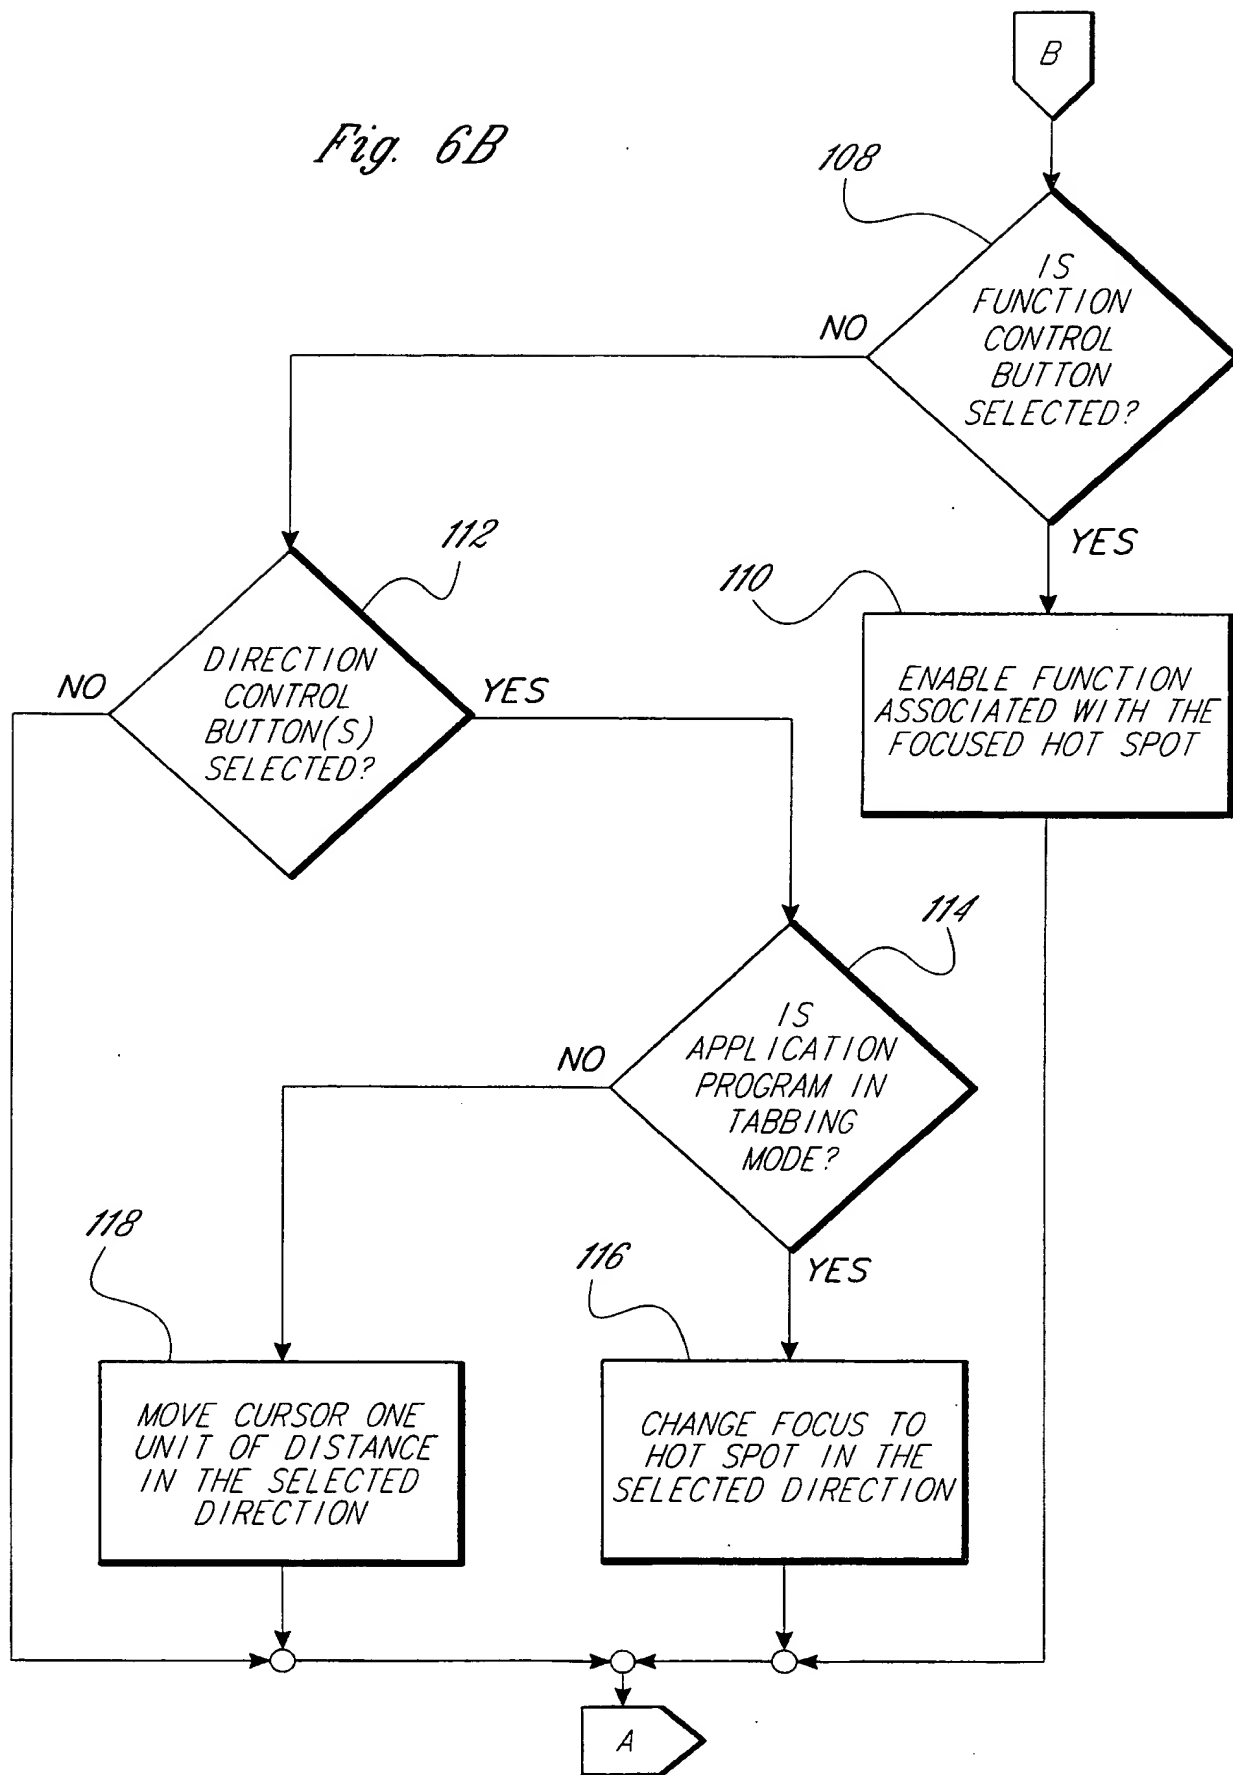 B
Fig. 6B
108
IS
FUNCTION
CONTROL
BUTTON
SELECTED?
NO
YES
112
110
DIRECTION
CONTROL
BUTTON(S)
SELECTED?
NO
YES
ENABLE FUNCTION
ASSOCIATED WITH THE
FOCUSED HOT SPOT
114
IS
APPLICATION
PROGRAM IN
TABBING
MODE?
NO
YES
118
116
MOVE CURSOR ONE
UNIT OF DISTANCE
IN THE SELECTED
DIRECTION
CHANGE FOCUS TO
HOT SPOT IN THE
SELECTED DIRECTION
A